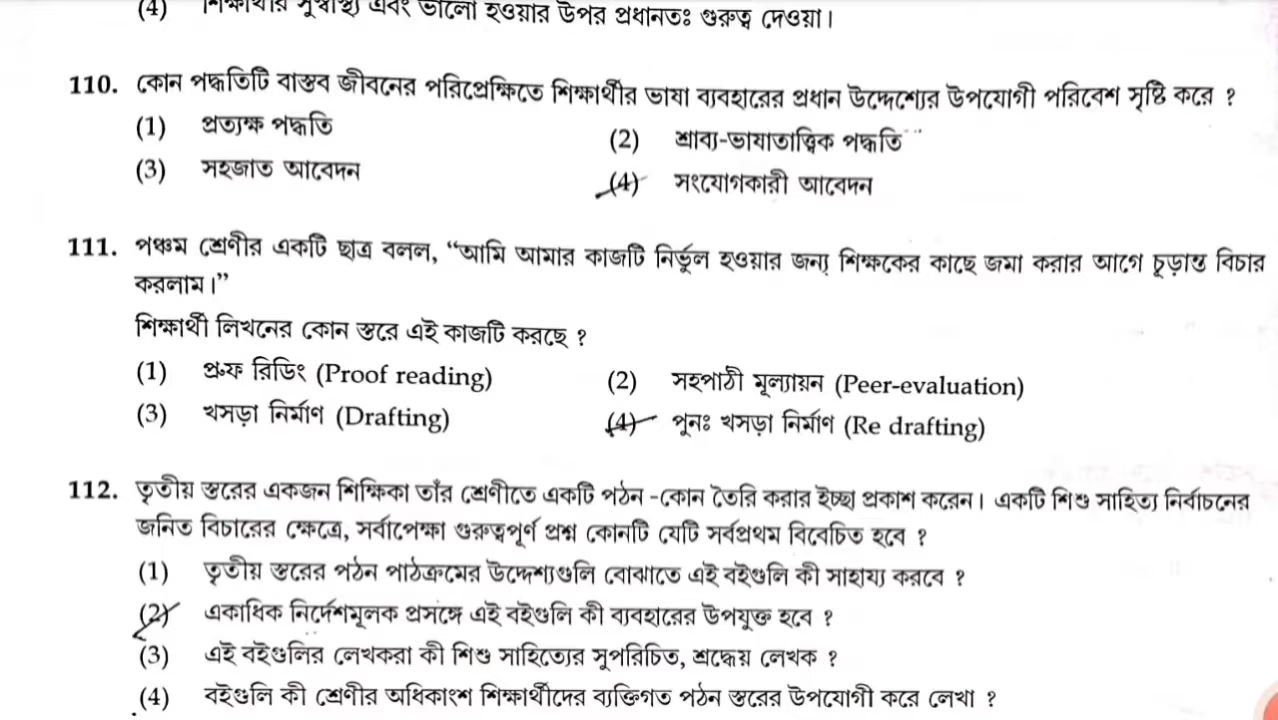 (4) শিক্ষার্থীর সুস্বাস্থ্য এবং ভালো হওয়ার উপর প্রধানতঃ গুরুত্ব দেওয়া।
110. কোন পদ্ধতিটি বাস্তব জীবনের পরিপ্রেক্ষিতে শিক্ষার্থীর ভাষা ব্যবহারের প্রধান উদ্দেশ্যের উপযোগী পরিবেশ সৃষ্টি করে ?
(1) প্রত্যক্ষ পদ্ধতি
(2) শ্রাব্য-ভাষাতাত্ত্বিক পদ্ধতি
(3) সহজাত আবেদন
(4) সংযোগকারী আবেদন
111. পঞ্চম শ্রেণীর একটি ছাত্র বলল, “আমি আমার কাজটি নির্ভুল হওয়ার জন্য শিক্ষকের কাছে জমা করার আগে চূড়ান্ত বিচার
করলাম।”
শিক্ষার্থী লিখনের কোন স্তরে এই কাজটি করছে ?
(1) প্রুফ রিডিং (Proof reading)
(2) সহপাঠী মূল্যায়ন (Peer-evaluation)
(3) খসড়া নির্মাণ (Drafting)
(4) পুনঃ খসড়া নির্মাণ (Re drafting)
112. তৃতীয় স্তরের একজন শিক্ষিকা তাঁর শ্রেণীতে একটি পঠন -কোন তৈরি করার ইচ্ছা প্রকাশ করেন। একটি শিশু সাহিত্য নির্বাচনের
জনিত বিচারের ক্ষেত্রে, সর্বাপেক্ষা গুরুত্বপূর্ণ প্রশ্ন কোনটি যেটি সর্বপ্রথম বিবেচিত হবে ?
(1) তৃতীয় স্তরের পঠন পাঠক্রমের উদ্দেশ্যগুলি বোঝাতে এই বইগুলি কী সাহায্য করবে ?
(2) একাধিক নির্দেশমূলক প্রসঙ্গে এই বইগুলি কী ব্যবহারের উপযুক্ত হবে ?
(3) এই বইগুলির লেখকরা কী শিশু সাহিত্যের সুপরিচিত, শ্রদ্ধেয় লেখক ?
(4) বইগুলি কী শ্রেণীর অধিকাংশ শিক্ষার্থীদের ব্যক্তিগত পঠন স্তরের উপযোগী করে লেখা ?